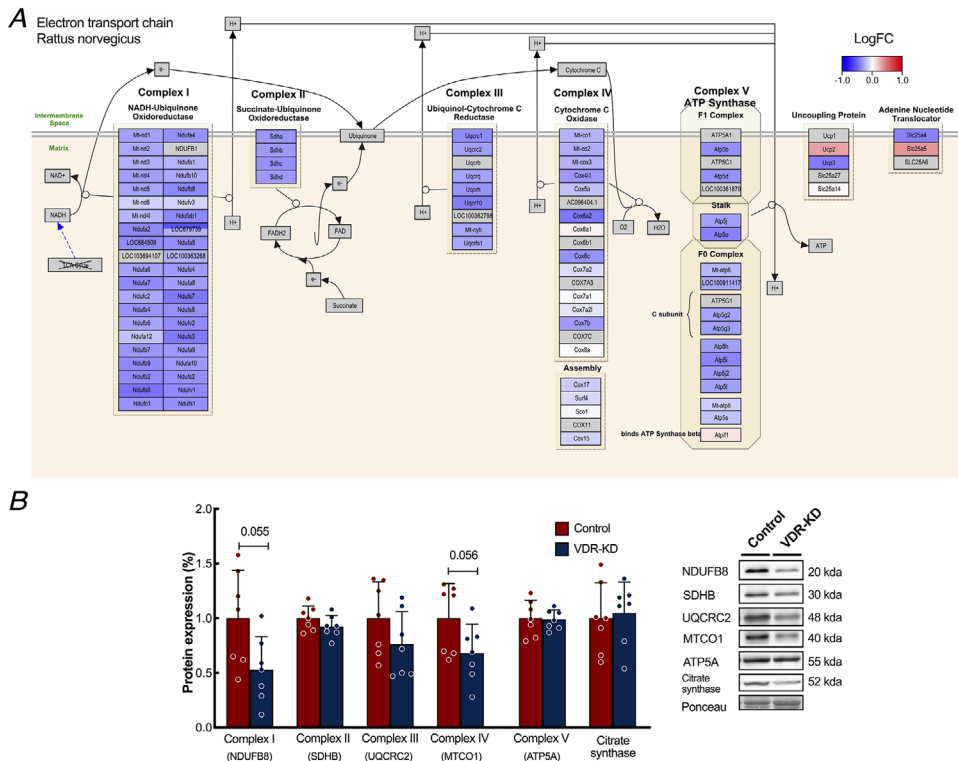 A
Electron transport chain
Rattus norvegicus
LogFC
-1.0 0.0 1.0
H+
H+
H+
e-
Cytochrome C
Complex I
NADH-Ubiquinone
Oxidoreductase
Complex II
Succinate-Ubiquinone
Oxidoreductase
Complex III
Ubiquinol-Cytochrome C
Reductase
Complex IV
Cytochrome C
Oxidase
Complex V
ATP Synthase
F1 Complex
Uncoupling Protein
Adenine Nucleotide
Translocator
Intermembrane
Space
Matrix
Ubiquinone
NAD+
NADH
TCA Cycle
Mt-nd1 Ndufa4
Mt-nd2 NDUFB1
Mt-nd3 Ndufa1
Mt-nd4 Ndufb10
Mt-nd5 Ndufb5
Mt-nd6 Ndufv3
Mt-nd4l Ndufab1
Ndufa2 LOC679739
LOC684509 Ndufa5
LOC103694107 LOC100363268
Ndufa6 Ndufs4
Ndufa7 Ndufa8
Ndufc2 Ndufs7
Ndufb4 Ndufs8
Ndufb6 Ndufv2
Ndufa12 Ndufs3
Ndufb7 Ndufa9
Ndufb9 Ndufa10
Ndufb2 Ndufs2
Ndufb8 Ndufv1
Ndufc1 Ndufs1
H+
Sdha
Sdhb
Sdhc
Sdhd
e-
FADH2
FAD
e-
Succinate
H+
Uqcrc1
Uqcrc2
Uqcrb
Uqcrq
Uqcrh
Uqcr10
LOC100362798
Mt-cyb
Uqcrfs1
H+
Mt-co1
Mt-co2
Mt-cox3
Cox4i1
Cox5a
AC096404.1
Cox6a2
Cox6a1
Cox6b1
Cox6c
Cox7a2
COX7A3
Cox7a1
Cox7a2l
Cox7b
COX7C
Cox8a
Assembly
Cox17
Surf4
Sco1
COX11
Cox15
O2
H2O
ATP5A1
Atp5b
ATP5C1
Atp5d
LOC100361879
Stalk
Atp5j
Atp5o
F0 Complex
Mt-atp6
LOC100911417
C subunit
ATP5G1
Atp5g2
Atp5g3
Atp5h
Atp5i
Atp5j2
Atp5l
Mt-atp8
Atp5s
binds ATP Synthase beta
Atpif1
ATP
H+
Ucp1
Ucp2
Ucp3
Slc25a27
Slc25a14
Slc25a4
Slc25a5
SLC25A6
B
Protein expression (%)
2.0
1.5
1.0
0.5
0.0
0.055
0.056
Control
VDR-KD
Complex I
(NDUFB8)
Complex II
(SDHB)
Complex III
(UQCRC2)
Complex IV
(MTCO1)
Complex V
(ATP5A)
Citrate
synthase
Control
VDR-KD
NDUFB8 20 kda
SDHB 30 kda
UQCRC2 48 kda
MTCO1 40 kda
ATP5A 55 kda
Citrate
synthase 52 kda
Ponceau